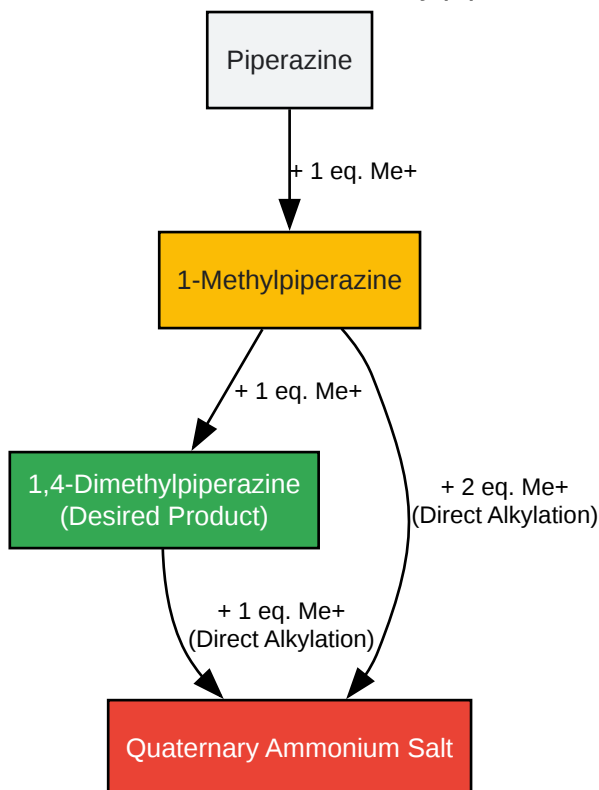 Piperazine
+ 1 eq. Me+
1-Methylpiperazine
+ 1 eq. Me+
1,4-Dimethylpiperazine
(Desired Product)
+ 2 eq. Me+
(Direct Alkylation)
+ 1 eq. Me+
(Direct Alkylation)
Quaternary Ammonium Salt